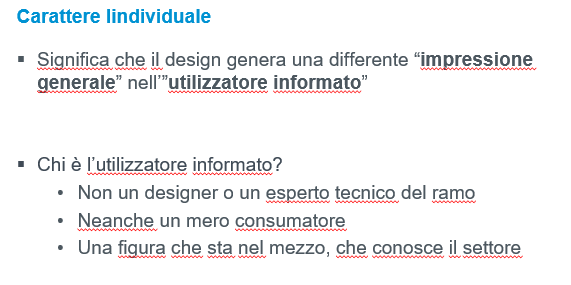 Carattere lindividuale
▪ Significa che il design genera una differente “impressione
generale” nell’”utilizzatore informato”
▪ Chi è l’utilizzatore informato?
• Non un designer o un esperto tecnico del ramo
• Neanche un mero consumatore
• Una figura che sta nel mezzo, che conosce il settore